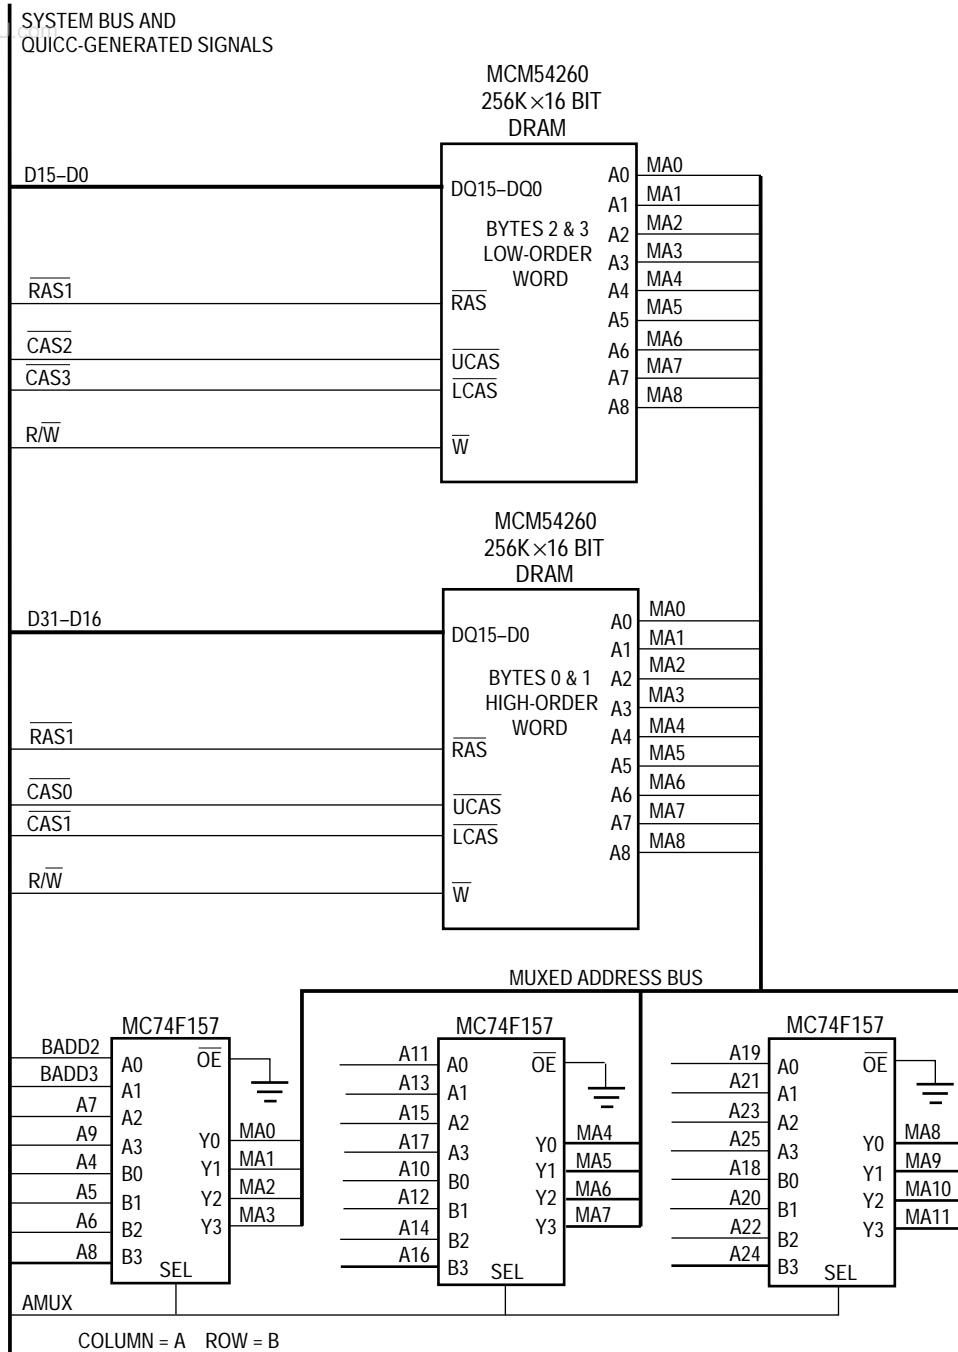 SYSTEM BUS AND
QUICC-GENERATED SIGNALS
MCM54260
256K×16 BIT
DRAM
D15–D0
DQ15–DQ0
BYTES 2 & 3
LOW-ORDER
WORD
RAS1
RAS
CAS2
UCAS
CAS3
LCAS
R/W
W
A0 MA0
A1 MA1
A2 MA2
A3 MA3
A4 MA4
A5 MA5
A6 MA6
A7 MA7
A8 MA8
MCM54260
256K×16 BIT
DRAM
D31–D16
DQ15–D0
BYTES 0 & 1
HIGH-ORDER
WORD
RAS1
RAS
CAS0
UCAS
CAS1
LCAS
R/W
W
A0 MA0
A1 MA1
A2 MA2
A3 MA3
A4 MA4
A5 MA5
A6 MA6
A7 MA7
A8 MA8
MUXED ADDRESS BUS
MC74F157
BADD2 A0
BADD3 A1
A7 A2
A9 A3
A4 B0
A5 B1
A6 B2
A8 B3
OE
Y0 MA0
Y1 MA1
Y2 MA2
Y3 MA3
SEL
MC74F157
A11 A0
A13 A1
A15 A2
A17 A3
A10 B0
A12 B1
A14 B2
A16 B3
OE
Y0 MA4
Y1 MA5
Y2 MA6
Y3 MA7
SEL
MC74F157
A19 A0
A21 A1
A23 A2
A25 A3
A18 B0
A20 B1
A22 B2
A24 B3
OE
Y0 MA8
Y1 MA9
Y2 MA10
Y3 MA11
SEL
AMUX
COLUMN = A ROW = B